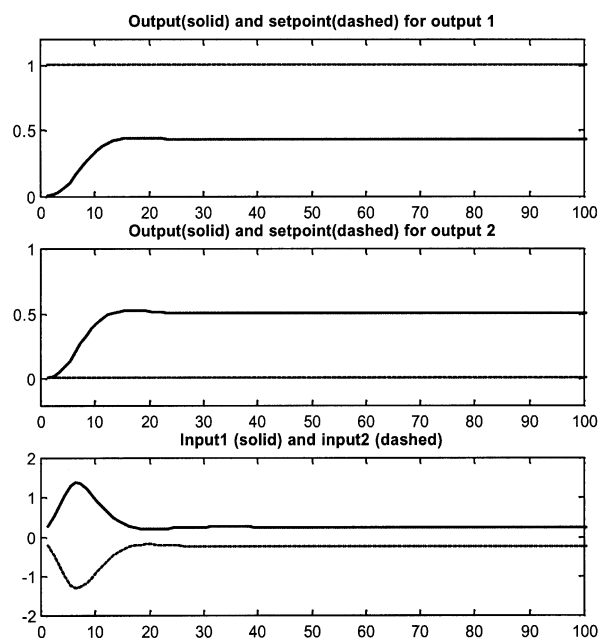 Output(solid) and setpoint(dashed) for output 1
1
0.5
0
0 10 20 30 40 50 60 70 80 90 100
Output(solid) and setpoint(dashed) for output 2
1
0.5
0
0 10 20 30 40 50 60 70 80 90 100
Input1 (solid) and input2 (dashed)
2
1
0
-1
-2
0 10 20 30 40 50 60 70 80 90 100